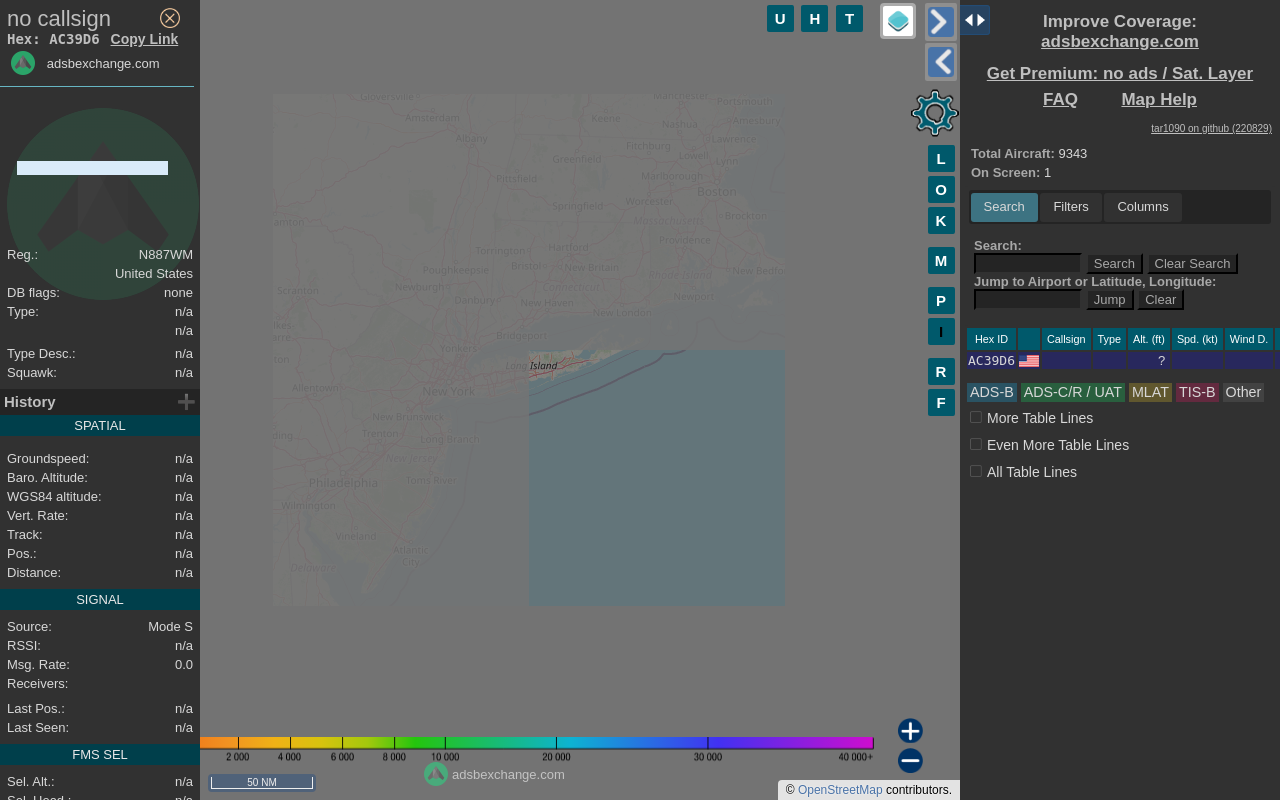 no callsign
Hex: AC39D6 Copy Link
adsbexchange.com
Reg.: N887WM
United States
DB flags: none
Type: n/a
n/a
Type Desc.: n/a
Squawk: n/a
History
SPATIAL
Groundspeed: n/a
Baro. Altitude: n/a
WGS84 altitude: n/a
Vert. Rate: n/a
Track: n/a
Pos.: n/a
Distance: n/a
SIGNAL
Source: Mode S
RSSI: n/a
Msg. Rate: 0.0
Receivers:
Last Pos.: n/a
Last Seen: n/a
FMS SEL
Sel. Alt.: n/a
U H T
L
O
K
M
P
I
R
F
Gloversville
Amsterdam
Albany
Keene
Manchester
Portsmouth
Nashua
Amesbury
Lawrence
Fitchburg
Greenfield
Lowell
Lynn
Marlborough
Pittsfield
Boston
Worcester
Springfield
Massachusetts
Brockton
Providence
Hartford
Torrington
Bristol
New Britain
Poughkeepsie
Connecticut
New Bedfo
Scranton
Newburgh
Danbury
New Haven
Newport
New London
Bridgeport
Yonkers
Long Island
Allentown
New York
New Brunswick
Trenton
Long Branch
New Jersey
Philadelphia
Toms River
Wilmington
Vineland
Atlantic
City
Delaware
2 000 4 000 6 000 8 000 10 000 20 000 30 000 40 000+
50 NM
adsbexchange.com
© OpenStreetMap contributors.
Improve Coverage:
adsbexchange.com
Get Premium: no ads / Sat. Layer
FAQ Map Help
tar1090 on github (220829)
Total Aircraft: 9343
On Screen: 1
Search Filters Columns
Search:
Search Clear Search
Jump to Airport or Latitude, Longitude:
Jump Clear
Hex ID Callsign Type Alt. (ft) Spd. (kt) Wind D.
AC39D6 ?
ADS-B ADS-C/R / UAT MLAT TIS-B Other
More Table Lines
Even More Table Lines
All Table Lines